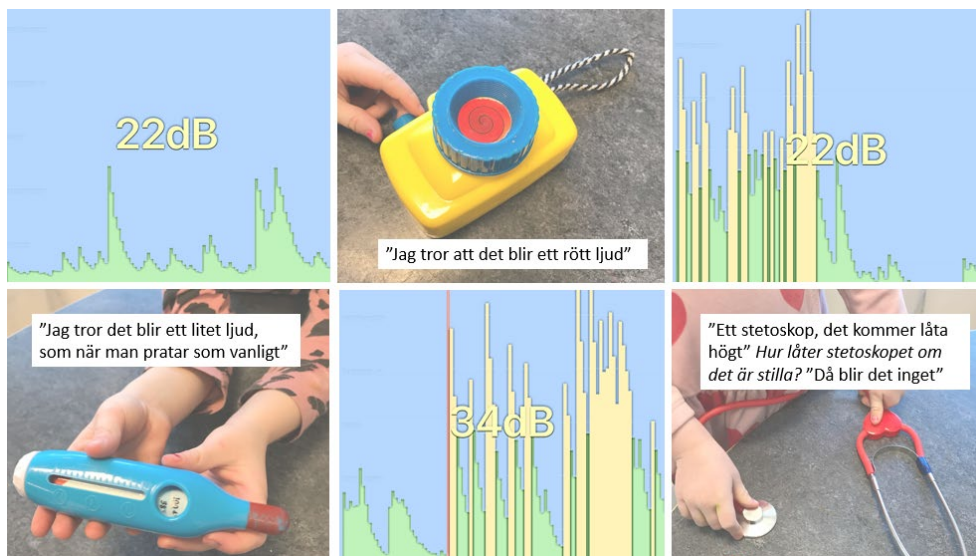 22dB
"Jag tror att det blir ett rött ljud"
22dB
"Jag tror det blir ett litet ljud,
som när man pratar som vanligt"
34dB
"Ett stetoskop, det kommer låta
högt" Hur låter stetoskopet om
det är stilla? "Då blir det inget"